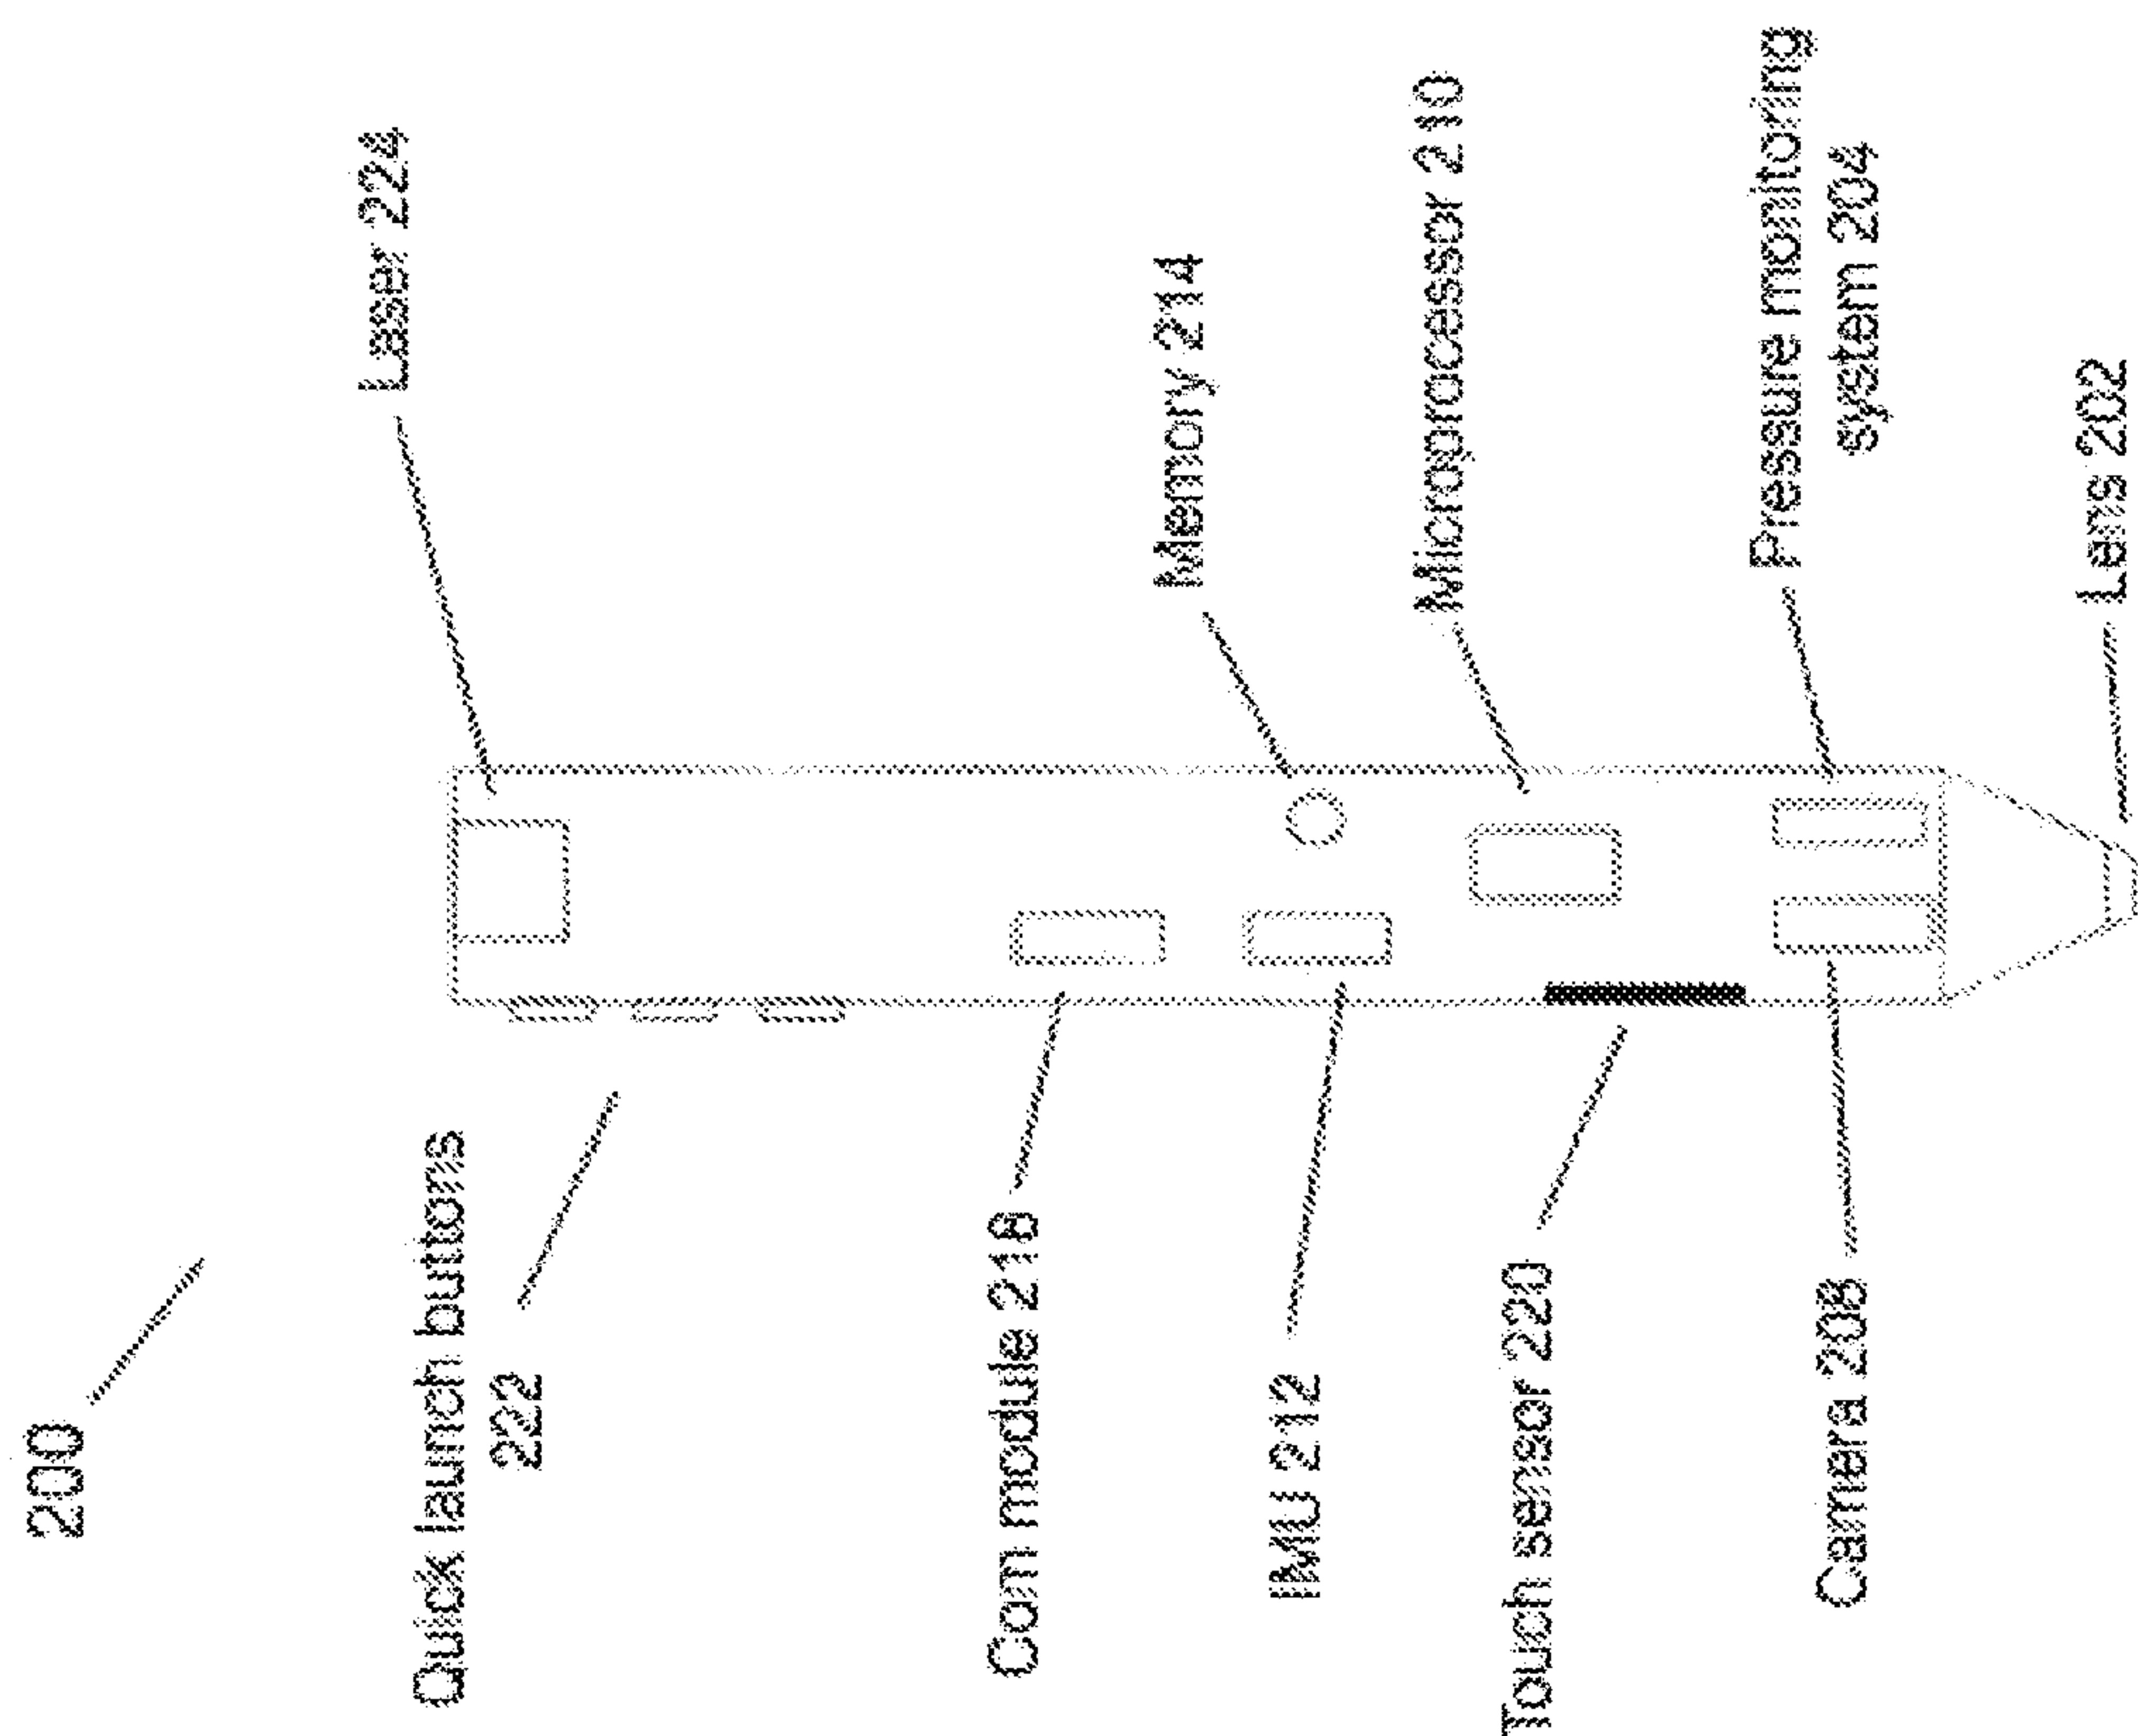 200
Quick launch buttons
222
Laser 224
Com module 218
Memory 214
IMU 212
Microprocessor 210
Touch sensor 220
Pressure monitoring
system 204
Camera 208
Lens 202